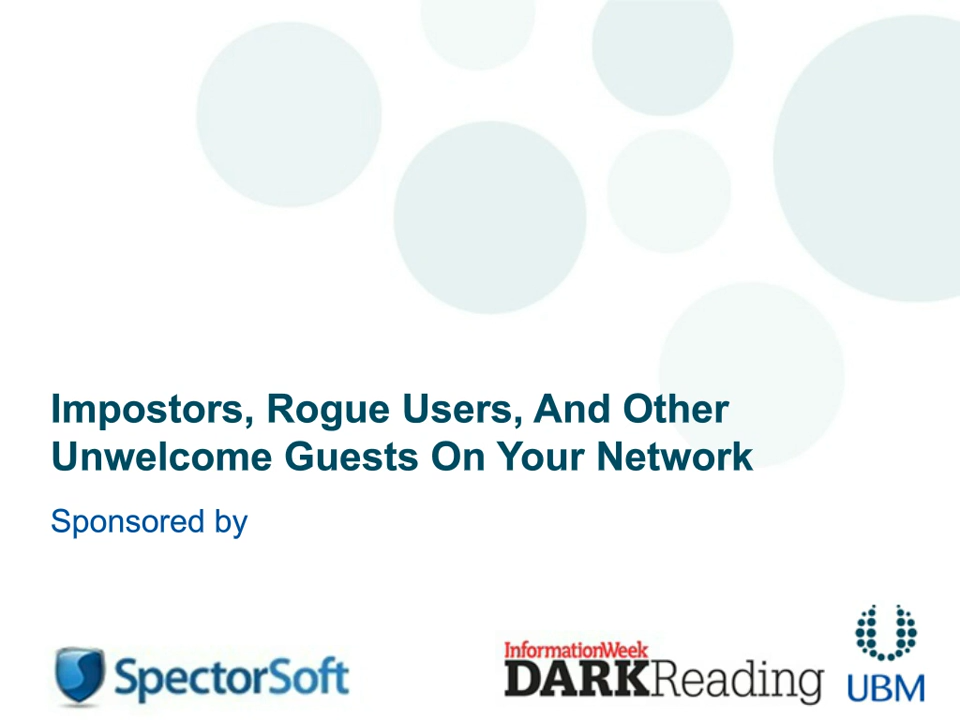 Impostors, Rogue Users, And Other
Unwelcome Guests On Your Network
Sponsored by
SpectorSoft
InformationWeek
DARKReading
UBM